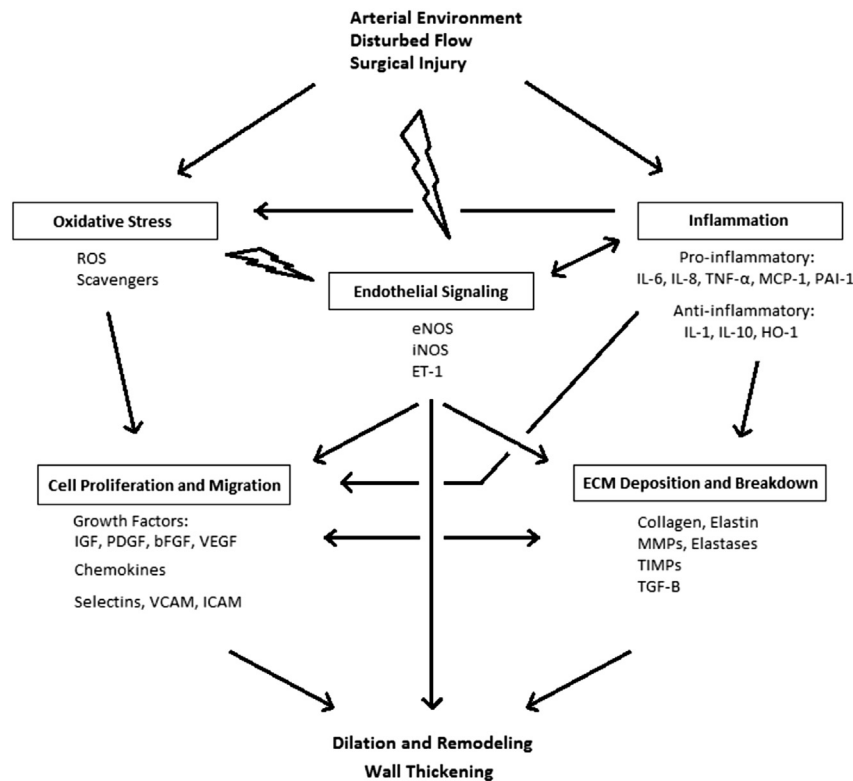 Arterial Environment
Disturbed Flow
Surgical Injury
Oxidative Stress
ROS
Scavengers
Inflammation
Pro-inflammatory:
IL-6, IL-8, TNF-α, MCP-1, PAI-1
Anti-inflammatory:
IL-1, IL-10, HO-1
Endothelial Signaling
eNOS
iNOS
ET-1
Cell Proliferation and Migration
Growth Factors:
IGF, PDGF, bFGF, VEGF
Chemokines
Selectins, VCAM, ICAM
ECM Deposition and Breakdown
Collagen, Elastin
MMPs, Elastases
TIMPs
TGF-B
Dilation and Remodeling
Wall Thickening